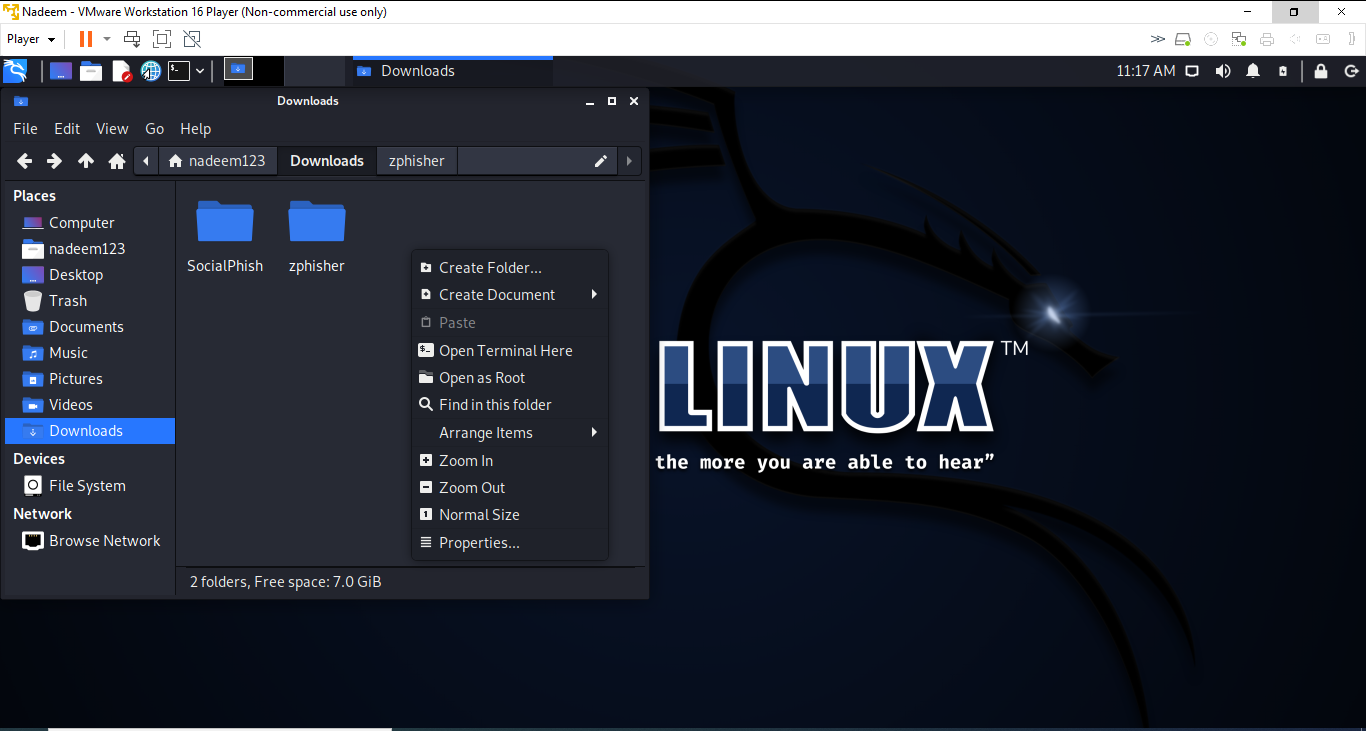 Nadeem - VMware Workstation 16 Player (Non-commercial use only)
Player
Downloads
11:17 AM
Downloads
File Edit View Go Help
nadeem123 Downloads zphisher
Places
Computer
nadeem123
Desktop
Trash
Documents
Music
Pictures
Videos
Downloads
Devices
File System
Network
Browse Network
SocialPhish
zphisher
Create Folder...
Create Document
Paste
Open Terminal Here
Open as Root
Find in this folder
Arrange Items
Zoom In
Zoom Out
Normal Size
Properties...
2 folders, Free space: 7.0 GiB
LINUX TM
the more you are able to hear”